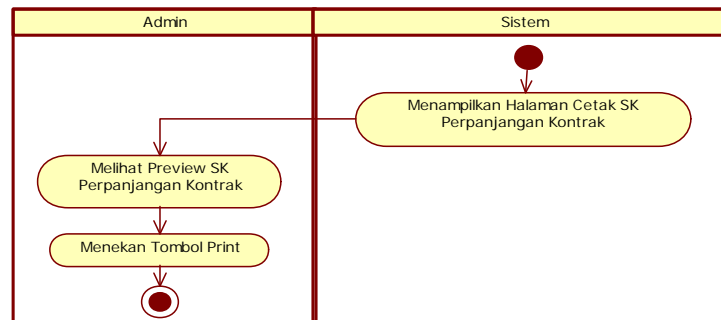 Admin
Sistem
Menampilkan Halaman Cetak SK
Perpanjangan Kontrak
Melihat Preview SK
Perpanjangan Kontrak
Menekan Tombol Print